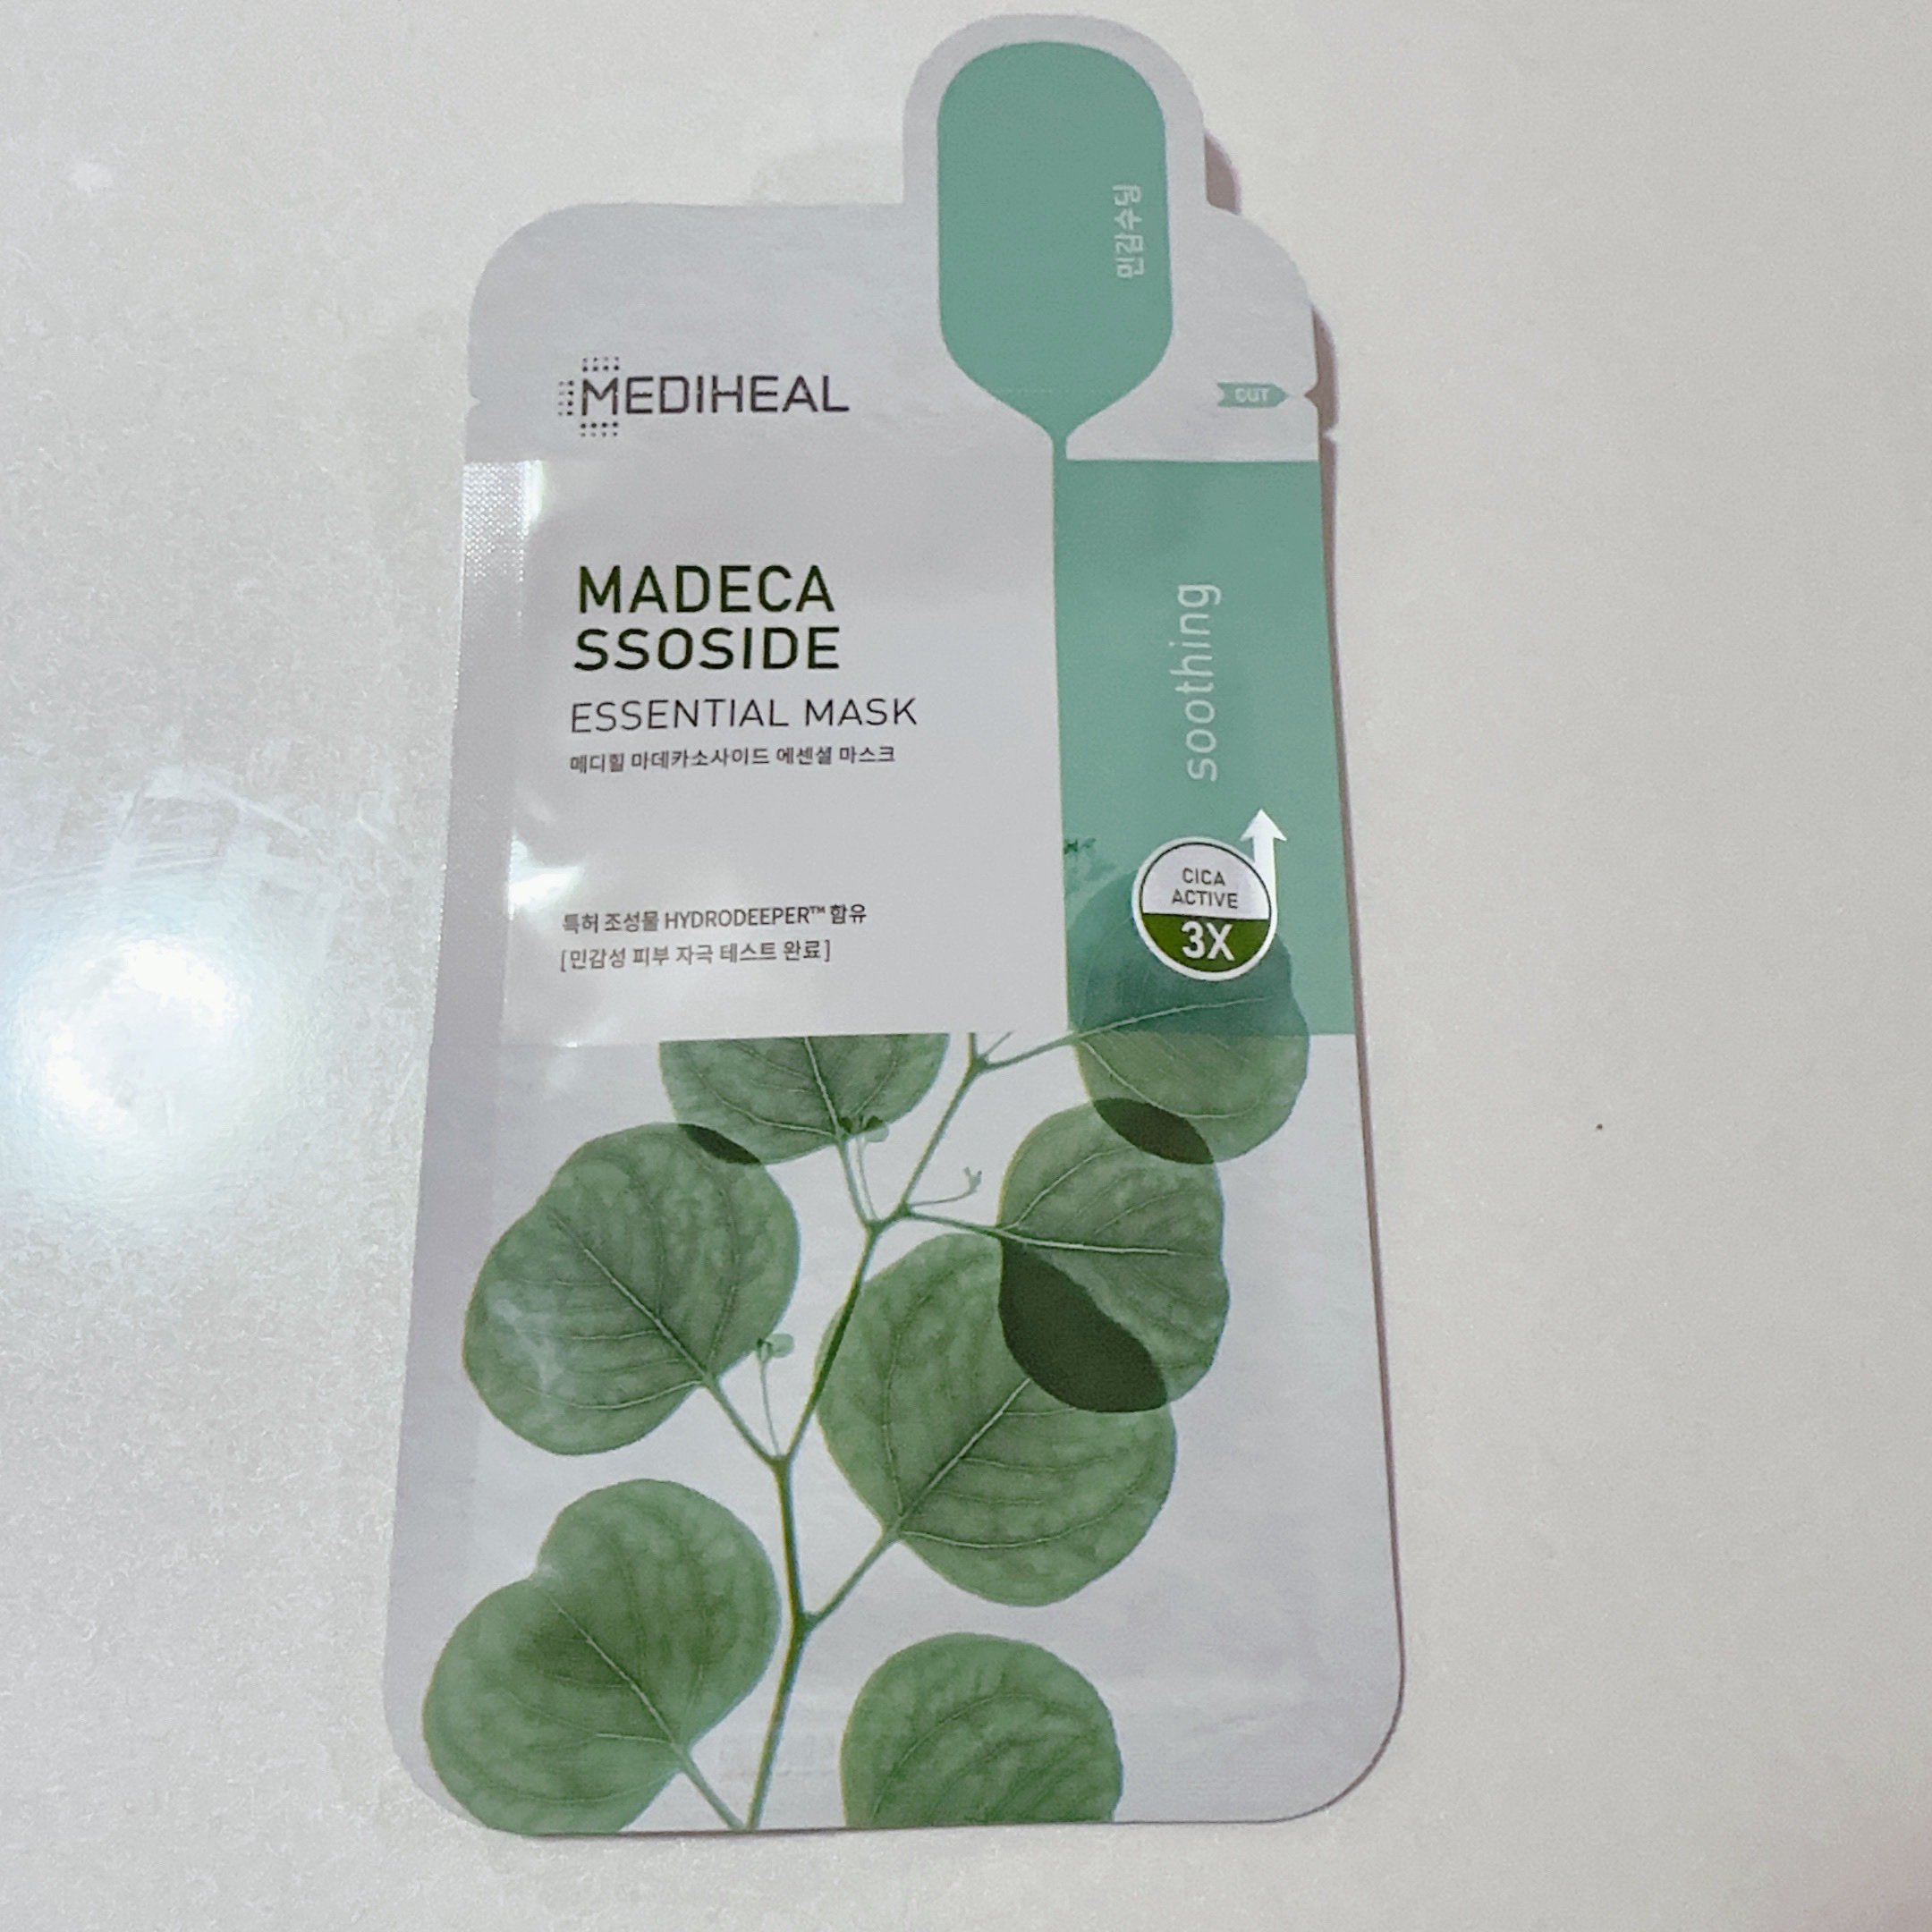 민감수딩
MEDIHEAL
CUT
MADECA
SSOSIDE
ESSENTIAL MASK
메디힐 마데카소사이드 에센셜 마스크
soothing
CICA
ACTIVE
3X
특허 조성물 HYDRODEEPER™ 함유
[민감성 피부 자극 테스트 완료]